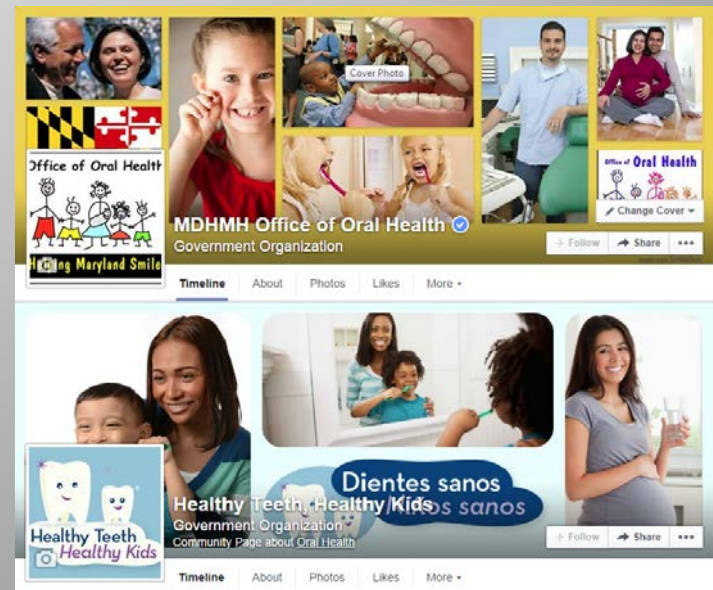 Cover Photo
Office of Oral Health
Keeping Maryland Smiling
Office of Oral Health
Change Cover
MDHMH Office of Oral Health
Government Organization
+ Follow
Share
Timeline
About
Photos
Likes
More
Dientes sanos
Niños sanos
Healthy Teeth
Healthy Kids
Healthy Teeth, Healthy Kids
Government Organization
Community Page about Oral Health
+ Follow
Share
Timeline
About
Photos
Likes
More